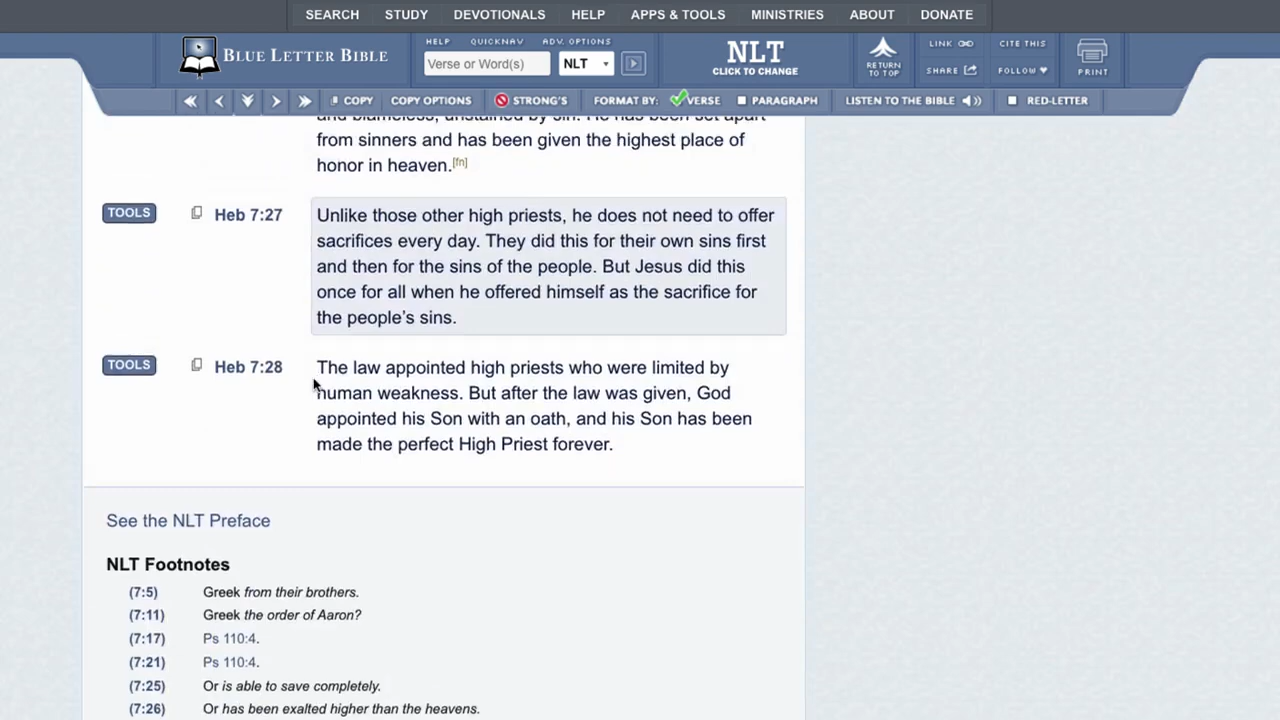 SEARCH STUDY DEVOTIONALS HELP APPS & TOOLS MINISTRIES ABOUT DONATE
BLUE LETTER BIBLE
HELP QUICKNAV ADV. OPTIONS
Verse or Word(s) NLT
NLT
CLICK TO CHANGE
RETURN
TO TOP
LINK CITE THIS
SHARE FOLLOW
PRINT
COPY COPY OPTIONS STRONG'S FORMAT BY: VERSE PARAGRAPH LISTEN TO THE BIBLE RED-LETTER
and blameless, unstained by sin. He has been set apart
from sinners and has been given the highest place of
honor in heaven.[fn]
TOOLS Heb 7:27 Unlike those other high priests, he does not need to offer
sacrifices every day. They did this for their own sins first
and then for the sins of the people. But Jesus did this
once for all when he offered himself as the sacrifice for
the people's sins.
TOOLS Heb 7:28 The law appointed high priests who were limited by
human weakness. But after the law was given, God
appointed his Son with an oath, and his Son has been
made the perfect High Priest forever.
See the NLT Preface
NLT Footnotes
(7:5) Greek from their brothers.
(7:11) Greek the order of Aaron?
(7:17) Ps 110:4.
(7:21) Ps 110:4.
(7:25) Or is able to save completely.
(7:26) Or has been exalted higher than the heavens.